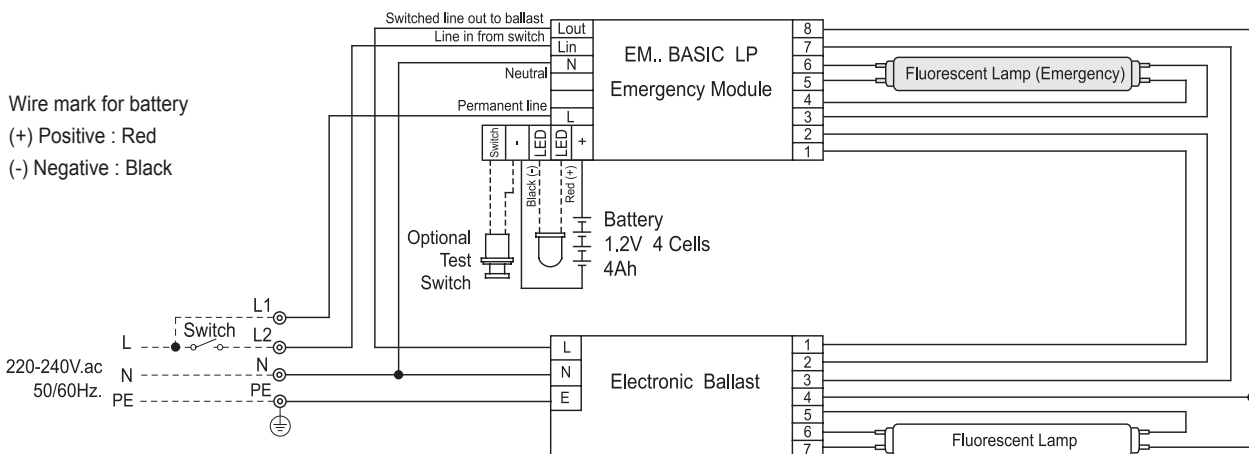 Switched line out to ballast
Line in from switch
Neutral
Permanent line
Lout
Lin
N
L
EM.. BASIC LP
Emergency Module
8
7
6
5
4
3
2
1
Fluorescent Lamp (Emergency)
Wire mark for battery
(+) Positive : Red
(-) Negative : Black
Switch
-
LED
LED
+
Black (-)
Red (+)
Optional
Test
Switch
Battery
1.2V 4 Cells
4Ah
L1
L
Switch
L2
220-240V.ac
50/60Hz.
N
N
PE
PE
L
N
E
Electronic Ballast
1
2
3
4
5
6
7
Fluorescent Lamp